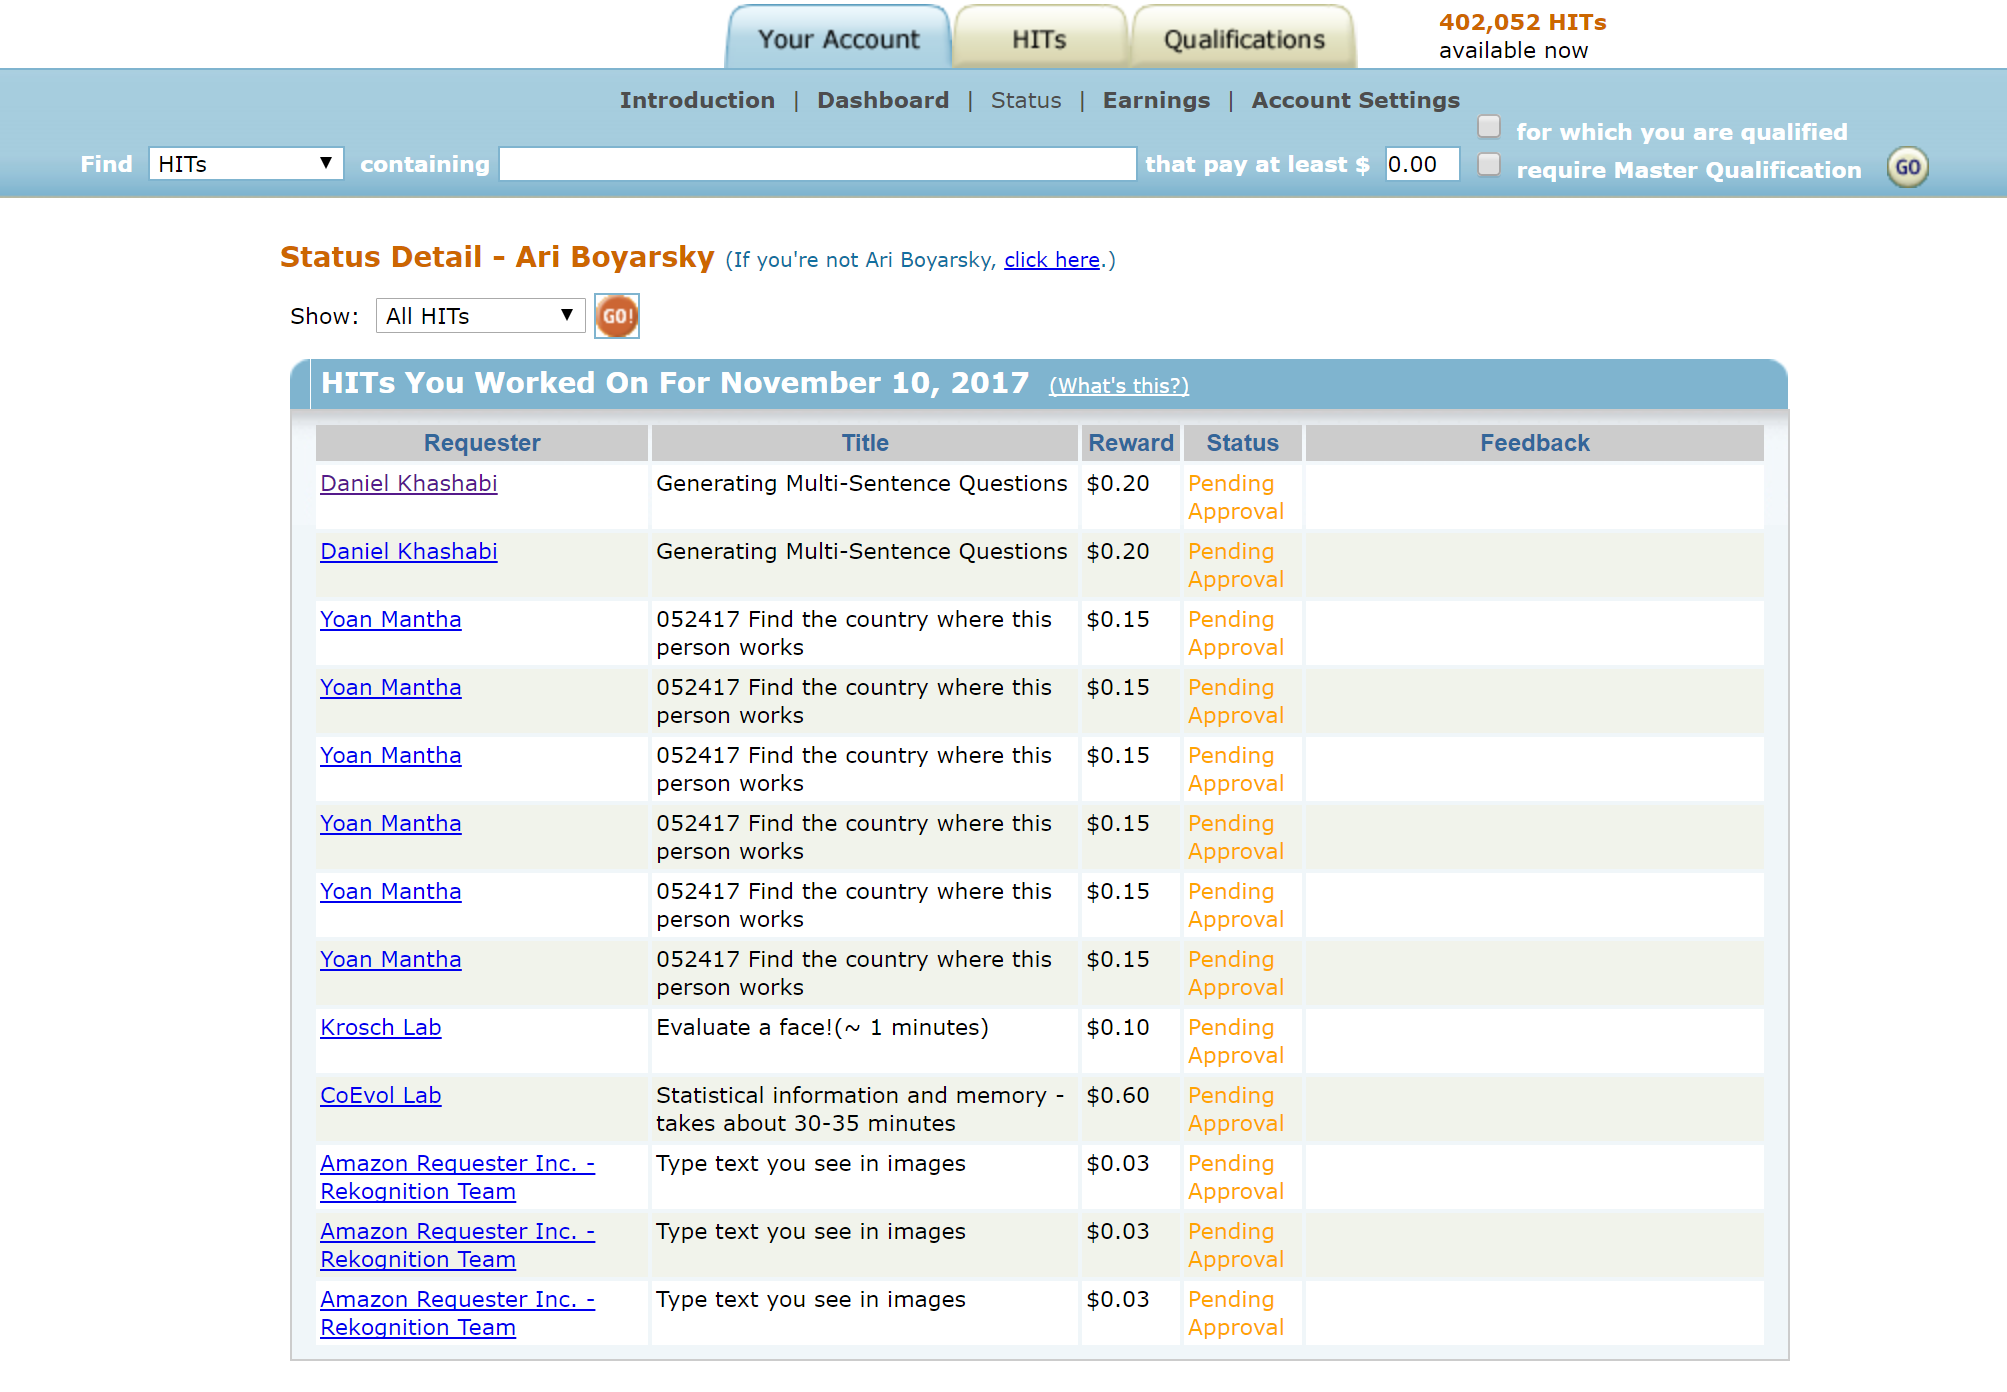 Your Account HITs Qualifications 402,052 HITs
available now
Introduction | Dashboard | Status | Earnings | Account Settings
for which you are qualified
Find HITs containing that pay at least $ 0.00 require Master Qualification GO
Status Detail - Ari Boyarsky (If you're not Ari Boyarsky, click here.)
Show: All HITs GO!
HITs You Worked On For November 10, 2017 (What's this?)
Requester Title Reward Status Feedback
Daniel Khashabi Generating Multi-Sentence Questions $0.20 Pending
Approval
Daniel Khashabi Generating Multi-Sentence Questions $0.20 Pending
Approval
Yoan Mantha 052417 Find the country where this $0.15 Pending
person works Approval
Yoan Mantha 052417 Find the country where this $0.15 Pending
person works Approval
Yoan Mantha 052417 Find the country where this $0.15 Pending
person works Approval
Yoan Mantha 052417 Find the country where this $0.15 Pending
person works Approval
Yoan Mantha 052417 Find the country where this $0.15 Pending
person works Approval
Yoan Mantha 052417 Find the country where this $0.15 Pending
person works Approval
Krosch Lab Evaluate a face!(~ 1 minutes) $0.10 Pending
Approval
CoEvol Lab Statistical information and memory - $0.60 Pending
takes about 30-35 minutes Approval
Amazon Requester Inc. - Type text you see in images $0.03 Pending
Rekognition Team Approval
Amazon Requester Inc. - Type text you see in images $0.03 Pending
Rekognition Team Approval
Amazon Requester Inc. - Type text you see in images $0.03 Pending
Rekognition Team Approval